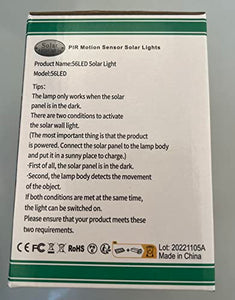 Solar
PIR Motion Sensor Solar Lights
Product Name:56LED Solar Light
Model:56LED
Tips:
The lamp only works when the solar
panel is in the dark.
There are two conditions to activate
the solar wall light.
(The most important thing is that the product
is powered. Connect the solar panel to the lamp body
and put it in a sunny place to charge.)
-First of all, the solar panel is in the dark.
-Second, the lamp body detects the movement
of the object.
If both conditions are met at the same time,
the light can be switched on.
Please ensure that your product meets these
two requirements.
CE FC RoHS
Lot: 20221105A
Made in China